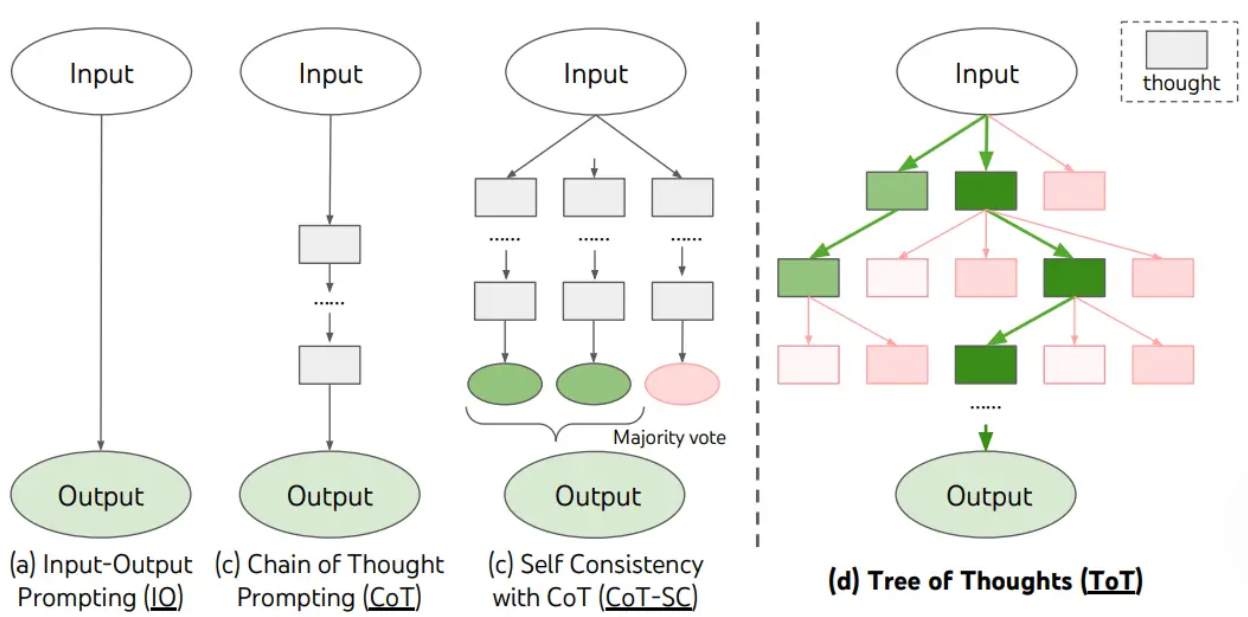 Input
Input
Input
Input
thought
......
......
......
......
......
Majority vote
Output
Output
Output
Output
(a) Input-Output
Prompting (IO)
(c) Chain of Thought
Prompting (CoT)
(c) Self Consistency
with CoT (CoT-SC)
(d) Tree of Thoughts (ToT)